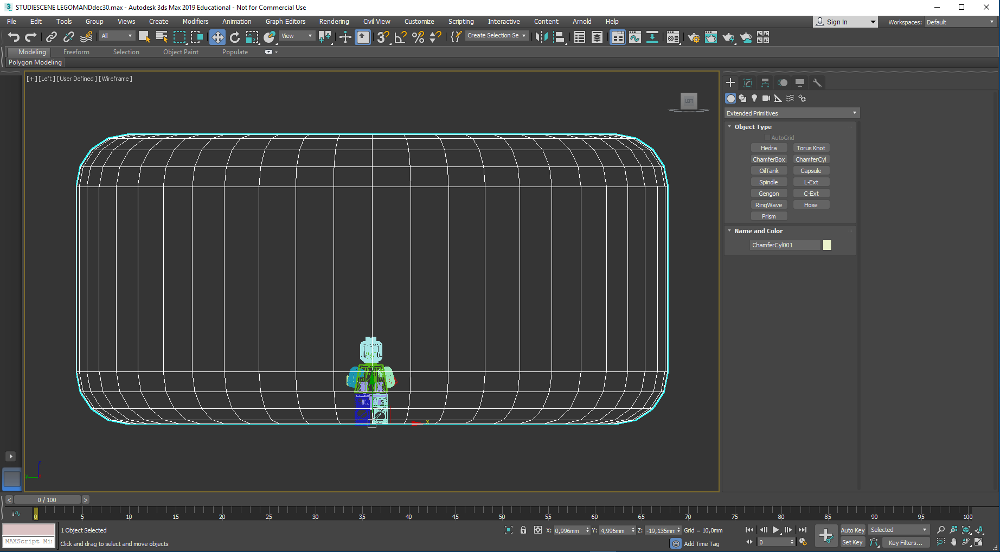 STUDIESCENE LEGOMANDdec30.max - Autodesk 3ds Max 2019 Educational - Not for Commercial Use
File Edit Tools Group Views Create Modifiers Animation Graph Editors Rendering Civil View Customize Scripting Interactive Content Arnold Help Sign In Workspaces: Default
All View Create Selection Se
Modeling Freeform Selection Object Paint Populate
Polygon Modeling
[+] [Left] [User Defined] [Wireframe]
LEFT
Extended Primitives
Object Type
AutoGrid
Hedra Torus Knot
ChamferBox ChamferCyl
OilTank Capsule
Spindle L-Ext
Gengon C-Ext
RingWave Hose
Prism
Name and Color
ChamferCyl001
x
z
y
< 0 / 100 >
0 5 10 15 20 25 30 35 40 45 50 55 60 65 70 75 80 85 90 95 100
1 Object Selected X: 0,996mm Y: 4,996mm Z: -19,135mm Grid = 10,0mm Auto Key Selected
MAXScript Mi
Click and drag to select and move objects Add Time Tag 0 Set Key Key Filters...